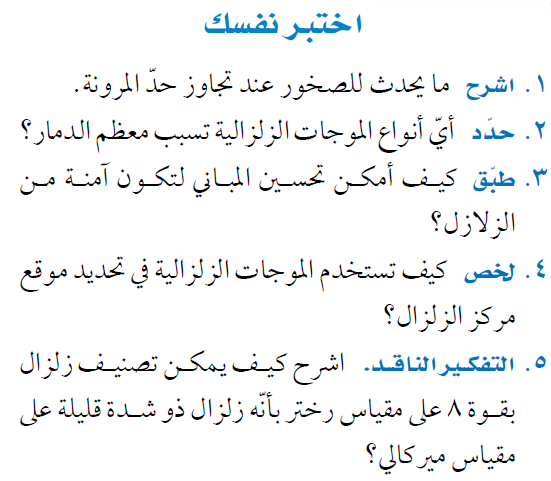 اختبر نفسك
١. اشرح ما يحدث للصخور عند تجاوز حدّ المرونة.
٢. حدّد أيّ أنواع الموجات الزلزالية تسبب معظم الدمار؟
٣. طبّق كيف أمكن تحسين المباني لتكون آمنة من
الزلازل؟
٤. لخص كيف تستخدم الموجات الزلزالية في تحديد موقع
مركز الزلزال؟
٥. التفكير الناقد. اشرح كيف يمكن تصنيف زلزال
بقوة ٨ على مقياس رختر بأنّه زلزال ذو شدة قليلة على
مقياس ميركالي؟